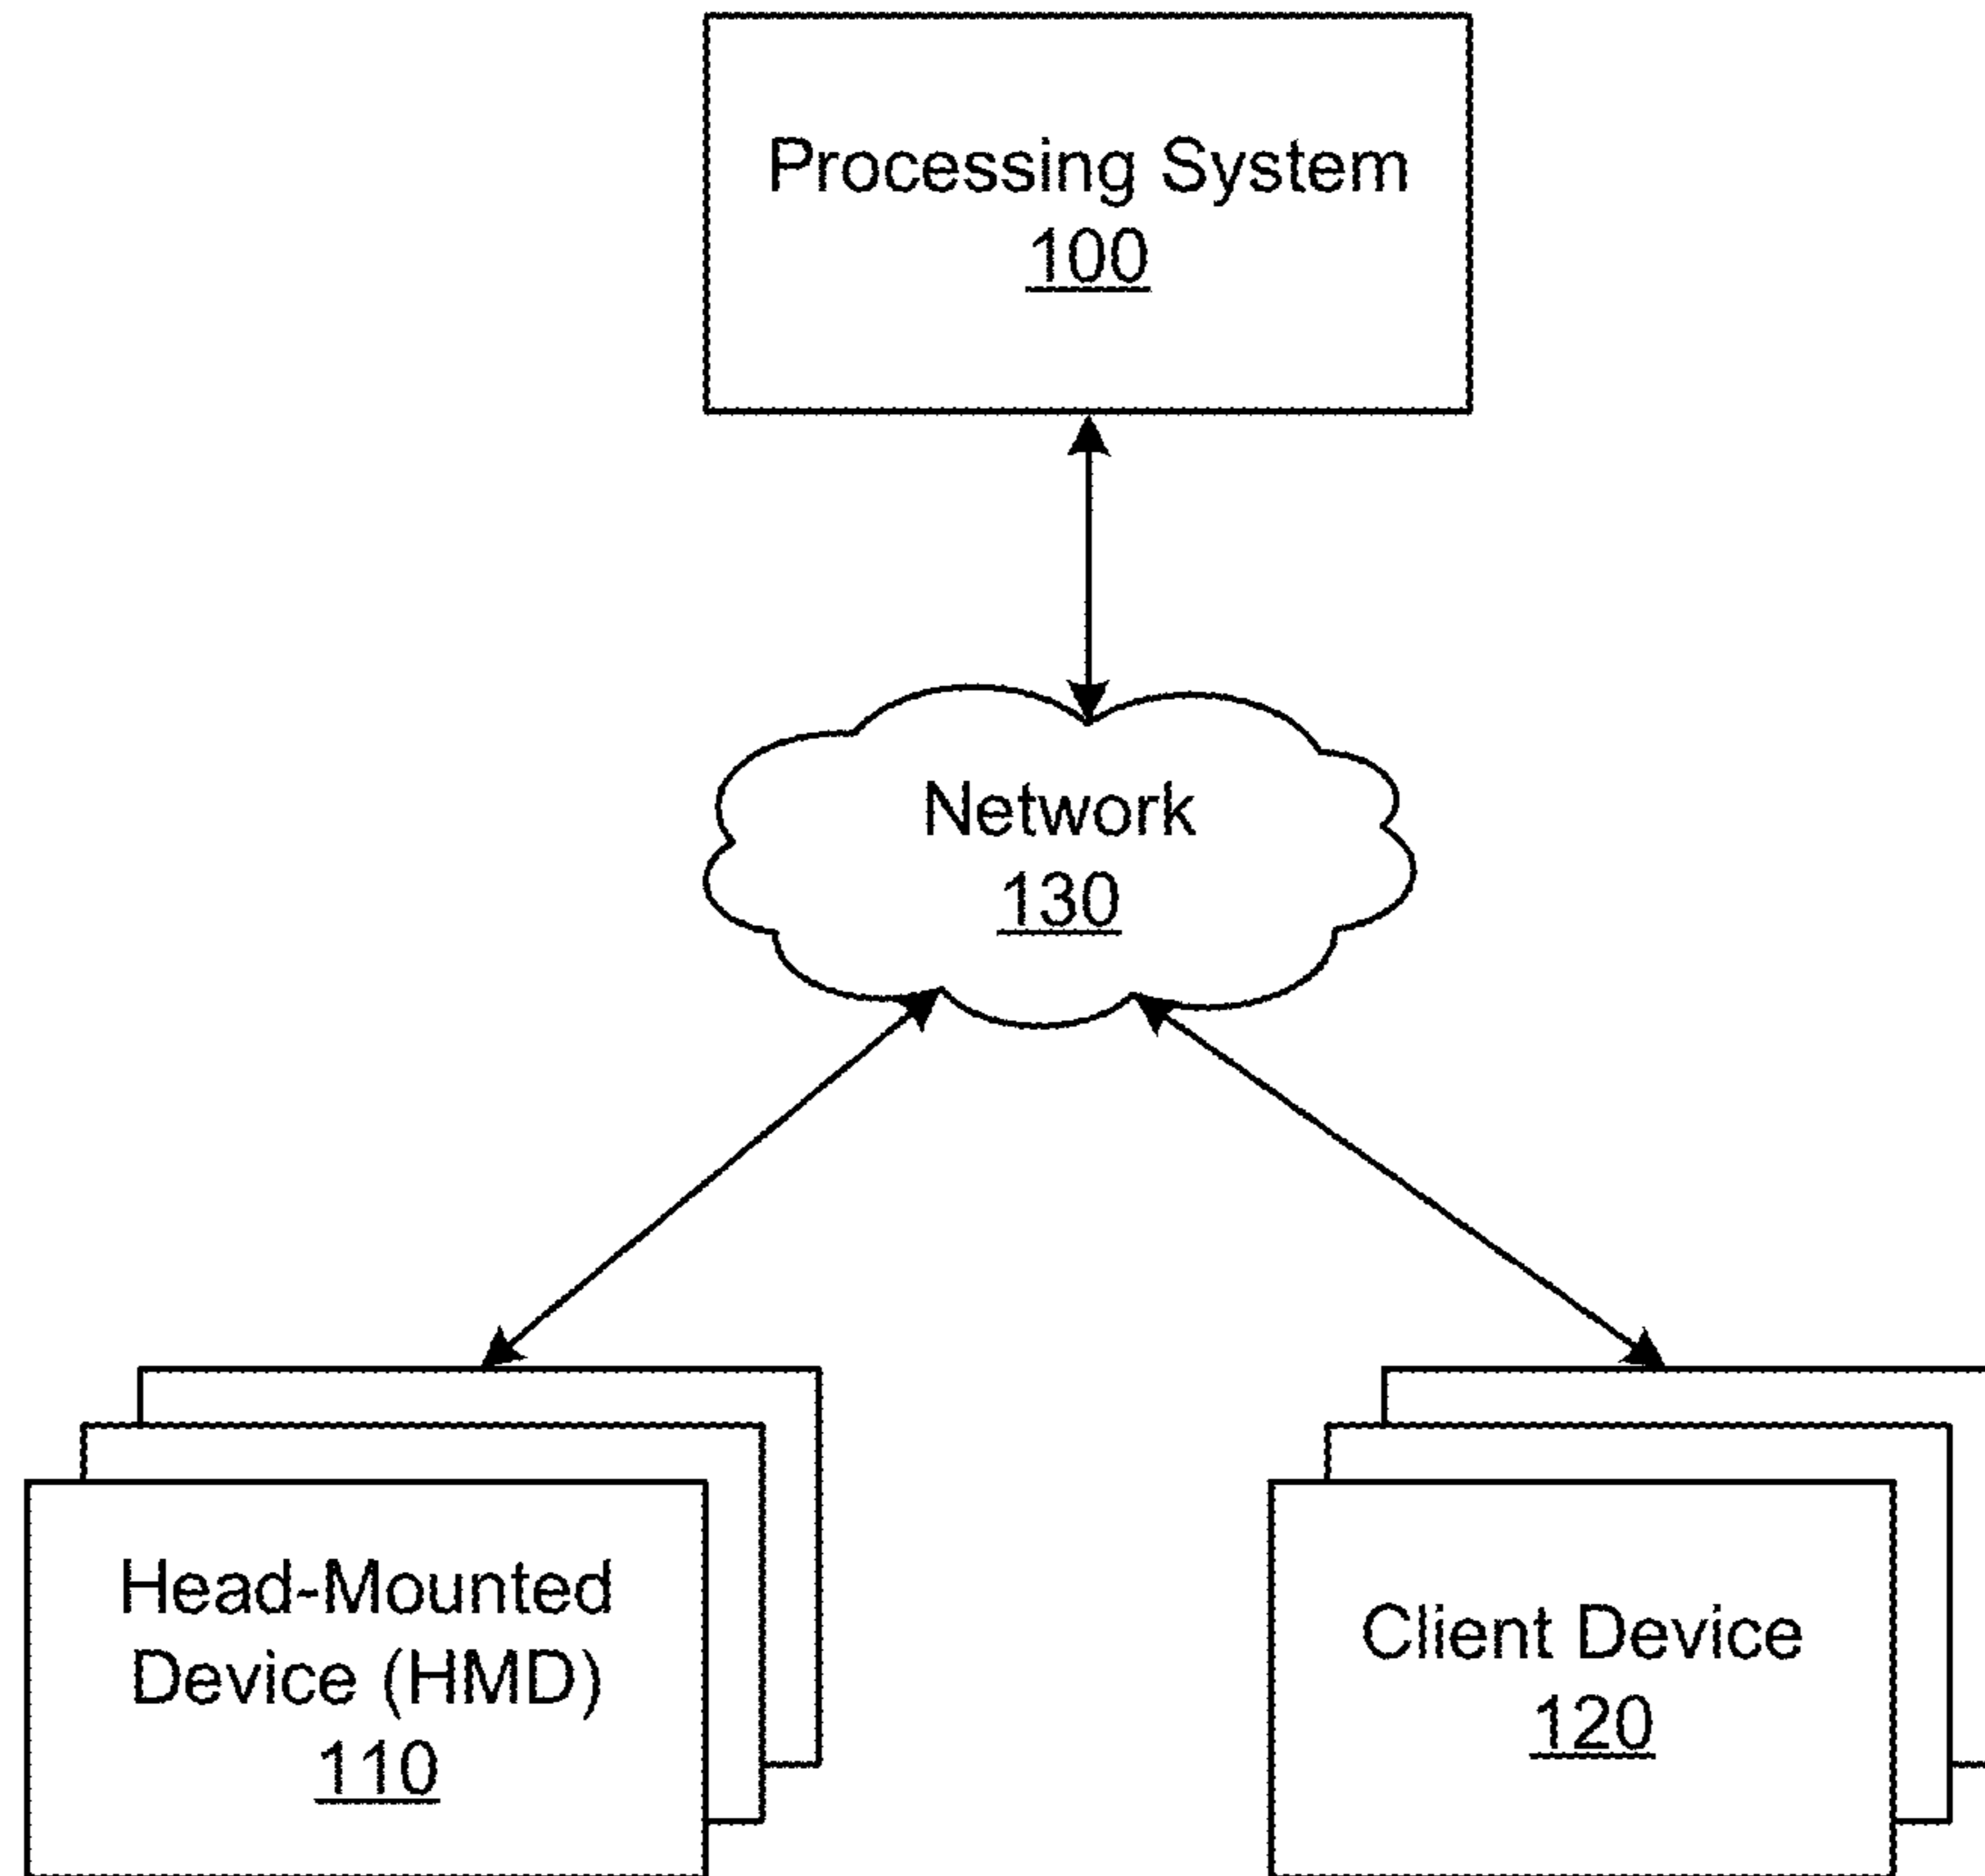 Processing System
100
Network
130
Head-Mounted
Device (HMD)
110
Client Device
120